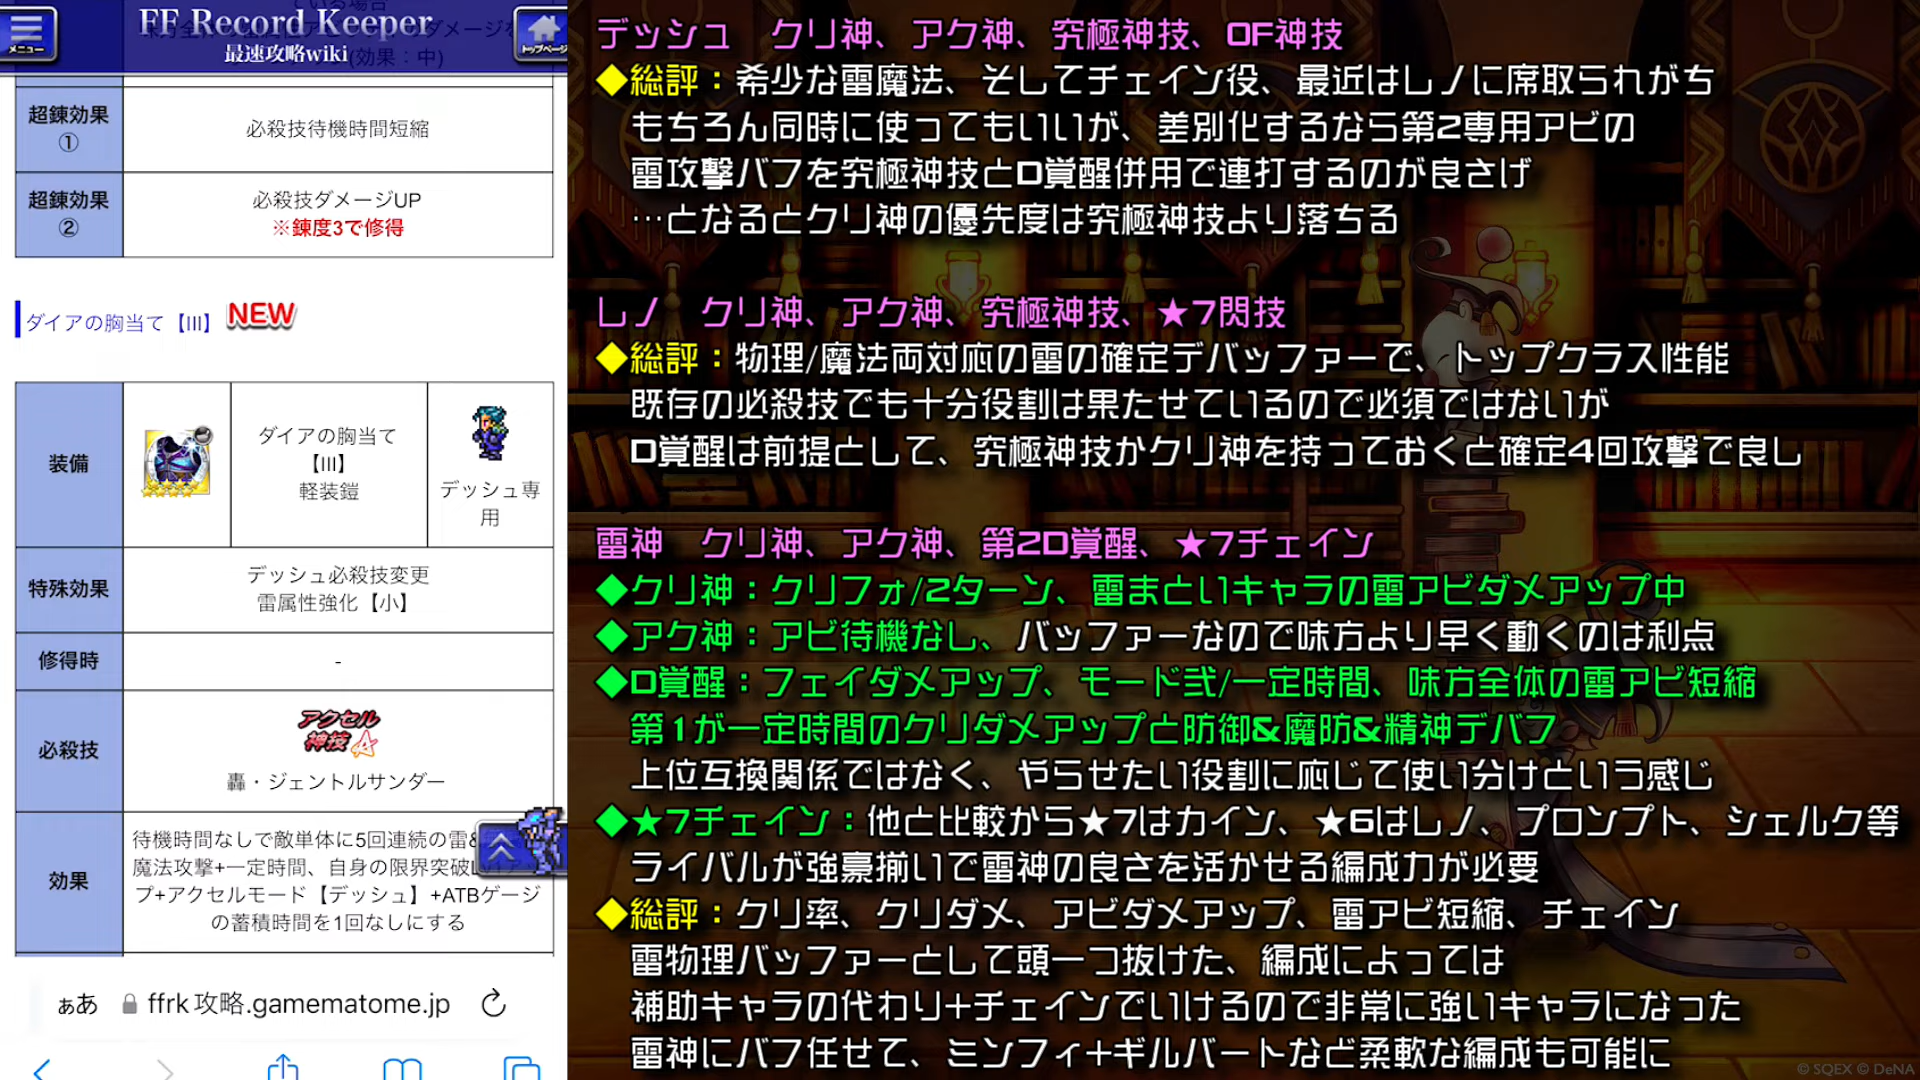 FF Record Keeper
最速攻略wiki
メニュー
トップページ
(効果：中)
超錬効果
①
必殺技待機時間短縮
超錬効果
②
必殺技ダメージUP
※錬度3で修得
ダイアの胸当て【III】 NEW
装備
ダイアの胸当て
【III】
軽装鎧
デッシュ専
用
特殊効果
デッシュ必殺技変更
雷属性強化【小】
修得時
-
必殺技
アクセル
神技
轟・ジェントルサンダー
効果
待機時間なしで敵単体に5回連続の雷&
魔法攻撃+一定時間、自身の限界突破
プ+アクセルモード【デッシュ】+ATBゲージ
の蓄積時間を1回なしにする
ぁあ ffrk攻略.gamematome.jp
デッシュ　クリ神、アク神、究極神技、OF神技
◆総評：希少な雷魔法、そしてチェイン役、最近はレノに席取られがち
もちろん同時に使ってもいいが、差別化するなら第2専用アビの
雷攻撃バフを究極神技とD覚醒併用で連打するのが良さげ
…となるとクリ神の優先度は究極神技より落ちる
レノ　クリ神、アク神、究極神技、★7閃技
◆総評：物理/魔法両対応の雷の確定デバッファーで、トップクラス性能
既存の必殺技でも十分役割は果たせているので必須ではないが
D覚醒は前提として、究極神技かクリ神を持っておくと確定4回攻撃で良し
雷神　クリ神、アク神、第2D覚醒、★7チェイン
◆クリ神：クリフォ/2ターン、雷まといキャラの雷アビダメアップ中
◆アク神：アビ待機なし、バッファーなので味方より早く動くのは利点
◆D覚醒：フェイダメアップ、モード弐/一定時間、味方全体の雷アビ短縮
第1が一定時間のクリダメアップと防御&魔防&精神デバフ
上位互換関係ではなく、やらせたい役割に応じて使い分けという感じ
◆★7チェイン：他と比較から★7はカイン、★6はレノ、プロンプト、シェルク等
ライバルが強豪揃いで雷神の良さを活かせる編成力が必要
◆総評：クリ率、クリダメ、アビダメアップ、雷アビ短縮、チェイン
雷物理バッファーとして頭一つ抜けた、編成によっては
補助キャラの代わり+チェインでいけるので非常に強いキャラになった
雷神にバフ任せて、ミンフィ+ギルバートなど柔軟な編成も可能に
© SQEX © DeNA